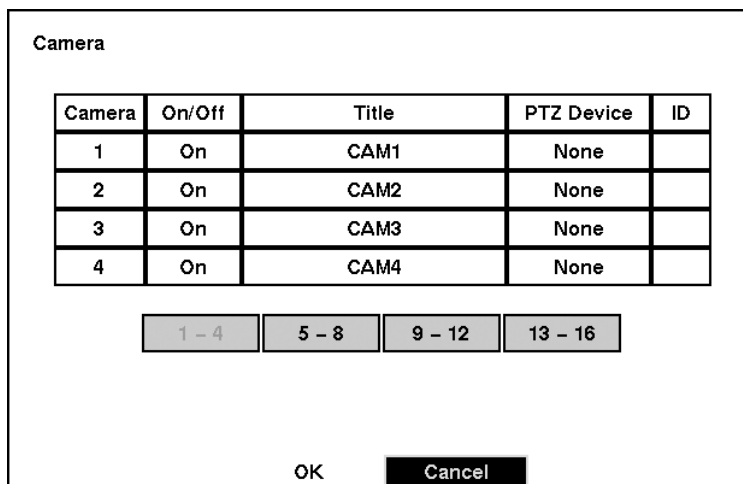 Camera
Camera On/Off Title PTZ Device ID
1 On CAM1 None
2 On CAM2 None
3 On CAM3 None
4 On CAM4 None
1 – 4 5 – 8 9 – 12 13 – 16
OK Cancel